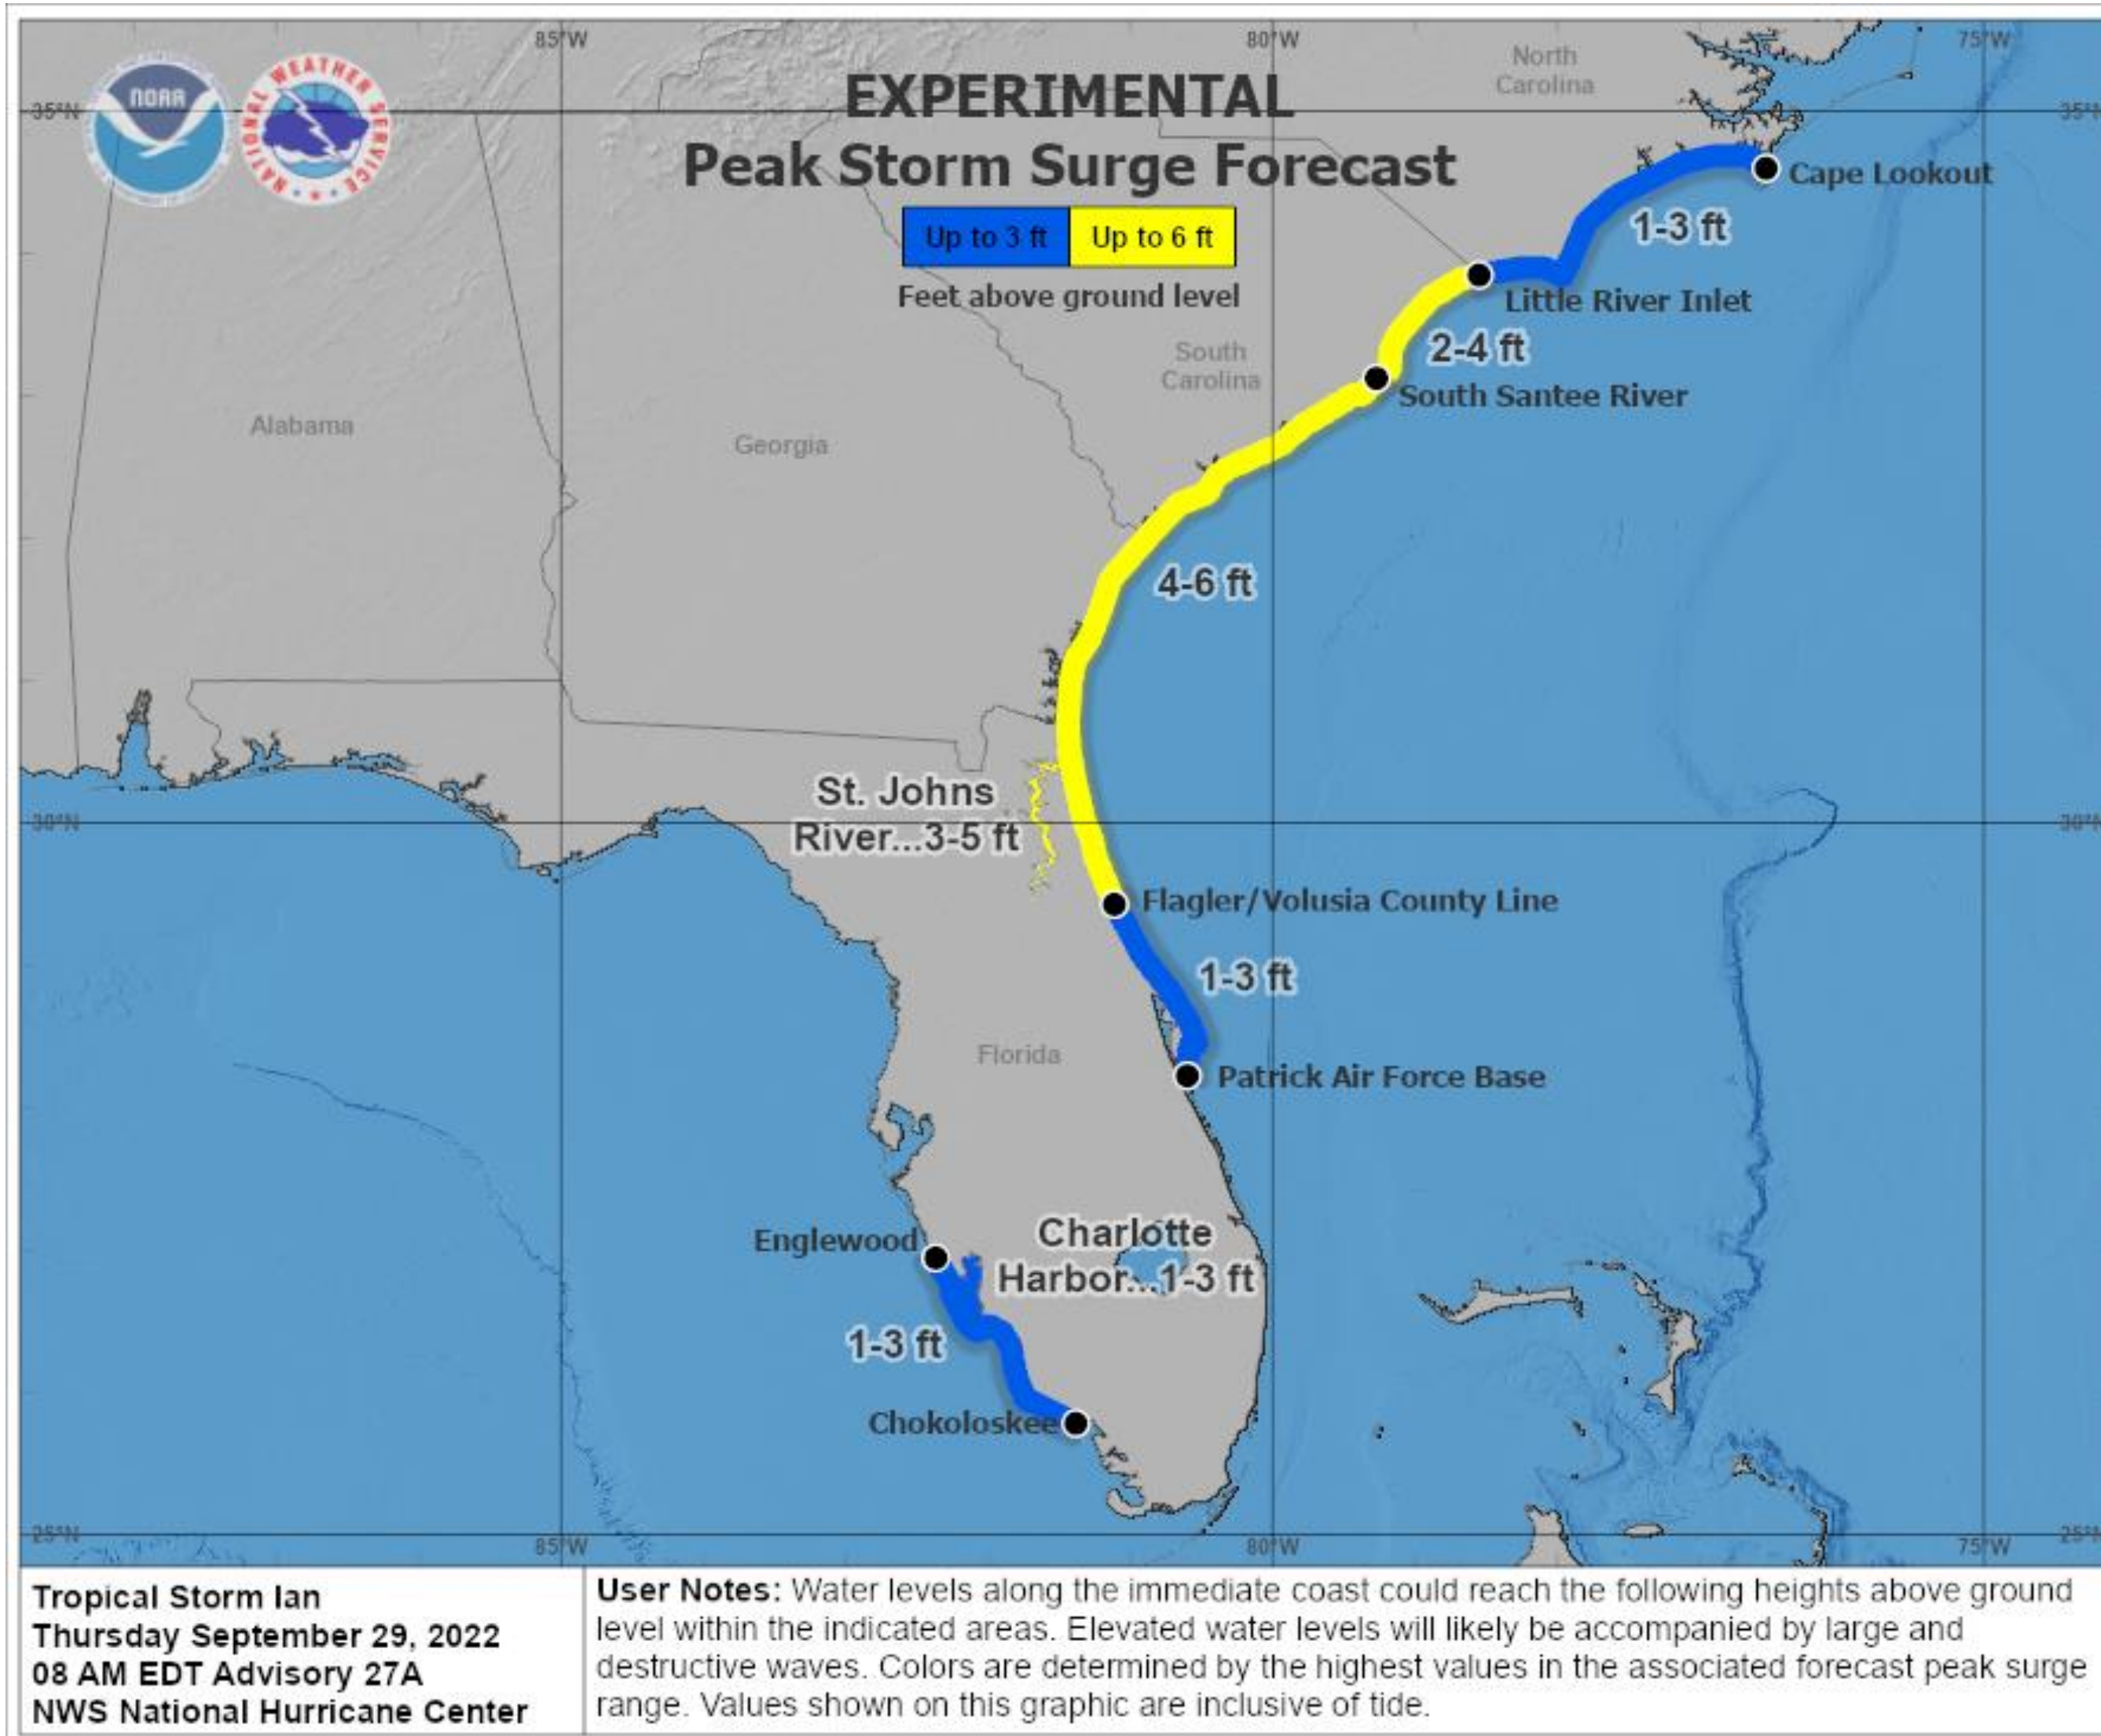 85°W
80°W
75°W
NOAA
NATIONAL WEATHER SERVICE
North
Carolina
EXPERIMENTAL
35°N
35°N
Peak Storm Surge Forecast
Cape Lookout
Up to 3 ft
Up to 6 ft
1-3 ft
Feet above ground level
Little River Inlet
South
Carolina
2-4 ft
South Santee River
Alabama
Georgia
4-6 ft
St. Johns
River...3-5 ft
30°N
30°N
Flagler/Volusia County Line
1-3 ft
Florida
Patrick Air Force Base
Englewood
Charlotte
Harbor...1-3 ft
1-3 ft
Chokoloskee
25°N
25°N
85°W
80°W
75°W
Tropical Storm Ian
Thursday September 29, 2022
08 AM EDT Advisory 27A
NWS National Hurricane Center
User Notes: Water levels along the immediate coast could reach the following heights above ground
level within the indicated areas. Elevated water levels will likely be accompanied by large and
destructive waves. Colors are determined by the highest values in the associated forecast peak surge
range. Values shown on this graphic are inclusive of tide.